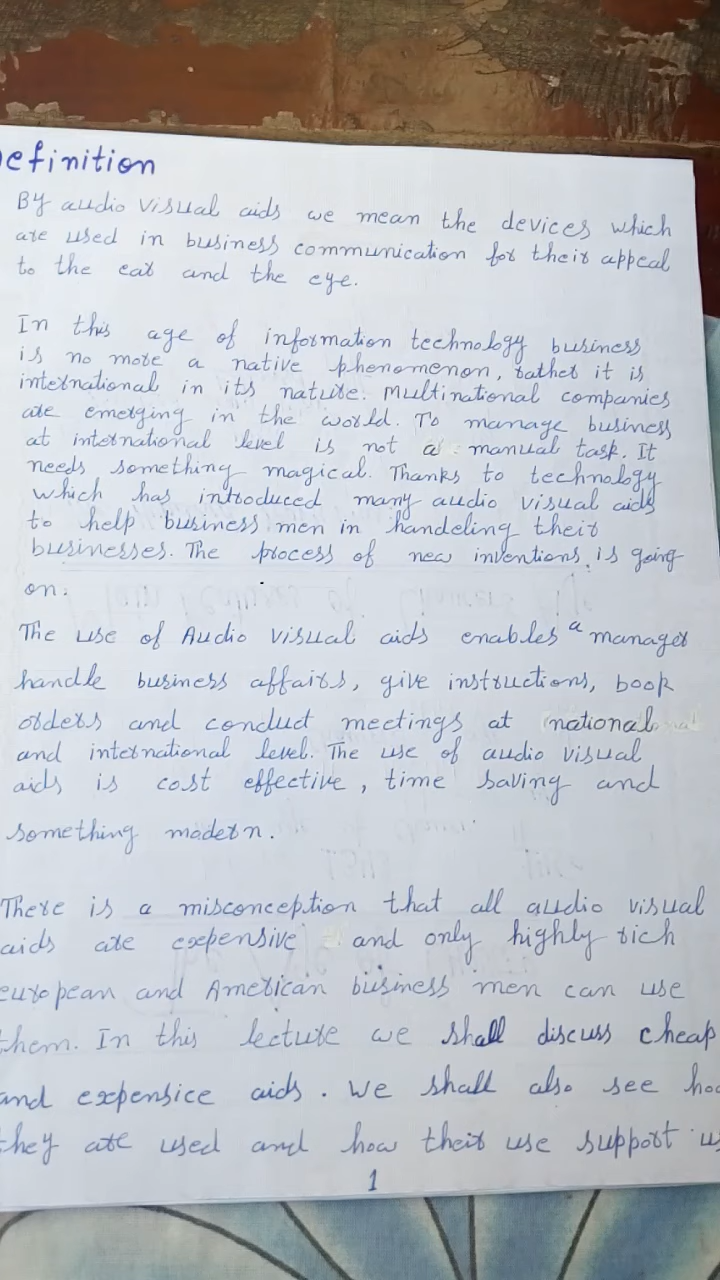 Definition
By audio visual aids we mean the devices which
are used in business communication for their appeal
to the ear and the eye.
In this age of information technology business
is no more a native phenomenon, rather it is
international in its nature. Multinational companies
are emerging in the world. To manage business
at international level is not a manual task. It
needs something magical. Thanks to technology
which has introduced many audio visual aids
to help business men in handeling their
businesses. The process of new inventions is going
on.
The use of Audio visual aids enables a manager
handle business affairs, give instructions, book
orders and conduct meetings at national
and international level. The use of audio visual
aids is cost effective, time saving and
something modern.
There is a misconception that all audio visual
aids are expensive and only highly rich
european and American business men can use
them. In this lecture we shall discuss cheap
and expensice aids. We shall also see how
they are used and how their use support us
1